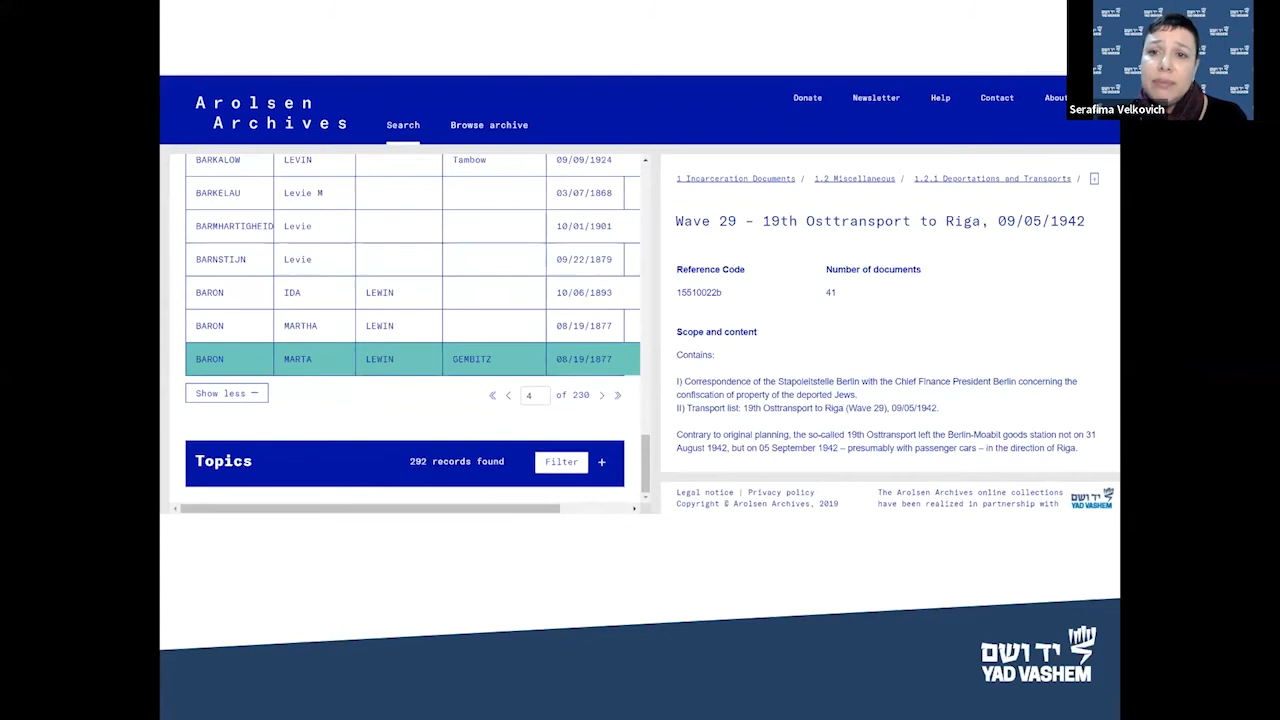 Arolsen
Archives
Search
Browse archive
Donate
Newsletter
Help
Contact
About
Serafima Velkovich
BARKALOW LEVIN Tambow 09/09/1924
BARKELAU Levie M 03/07/1868
BARMHARTIGHEID Levie 10/01/1901
BARNSTIJN Levie 09/22/1879
BARON IDA LEWIN 10/06/1893
BARON MARTHA LEWIN 08/19/1877
BARON MARTA LEWIN GEMBITZ 08/19/1877
Show less —
4 of 230
Topics 292 records found Filter +
1 Incarceration Documents / 1.2 Miscellaneous / 1.2.1 Deportations and Transports /
Wave 29 – 19th Osttransport to Riga, 09/05/1942
Reference Code Number of documents
15510022b 41
Scope and content
Contains:
I) Correspondence of the Stapoleitstelle Berlin with the Chief Finance President Berlin concerning the
confiscation of property of the deported Jews.
II) Transport list: 19th Osttransport to Riga (Wave 29), 09/05/1942.
Contrary to original planning, the so-called 19th Osttransport left the Berlin-Moabit goods station not on 31
August 1942, but on 05 September 1942 – presumably with passenger cars – in the direction of Riga.
Legal notice | Privacy policy
Copyright © Arolsen Archives, 2019
The Arolsen Archives online collections
have been realized in partnership with
יד ושם
YAD VASHEM
יד ושם
YAD VASHEM